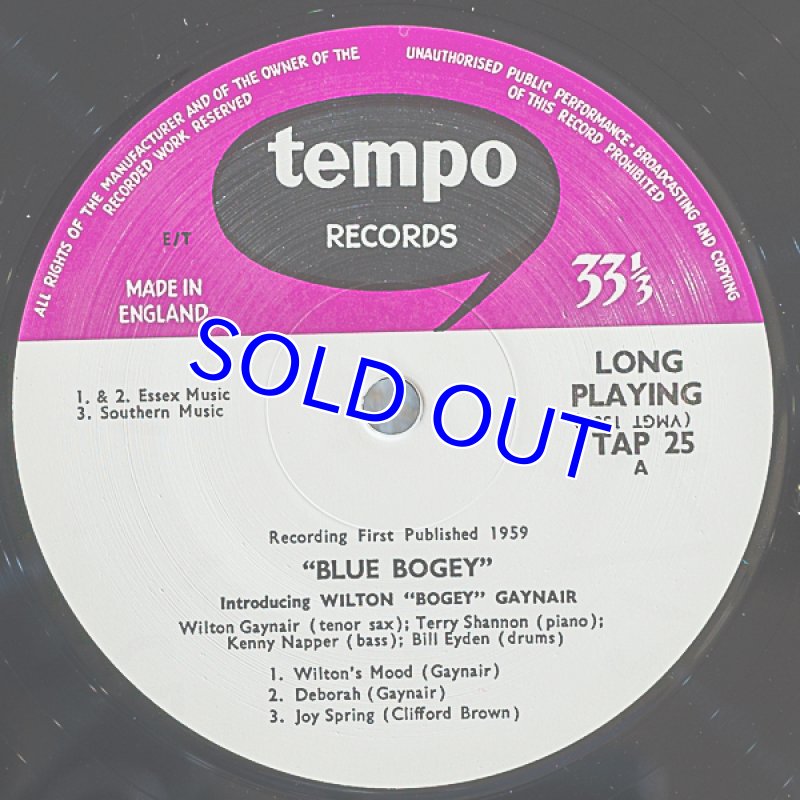 ALL RIGHTS OF THE MANUFACTURER AND OF THE OWNER OF THE
RECORDED WORK RESERVED
UNAUTHORISED PUBLIC PERFORMANCE • BROADCASTING AND COPYING
OF THIS RECORD PROHIBITED
tempo
RECORDS
E/T
MADE IN
ENGLAND
33⅓
SOLD OUT
1. & 2. Essex Music
3. Southern Music
LONG
PLAYING
(VMGT
TAP 25
A
Recording First Published 1959
“BLUE BOGEY”
Introducing WILTON “BOGEY” GAYNAIR
Wilton Gaynair (tenor sax); Terry Shannon (piano);
Kenny Napper (bass); Bill Eyden (drums)
1. Wilton's Mood (Gaynair)
2. Deborah (Gaynair)
3. Joy Spring (Clifford Brown)